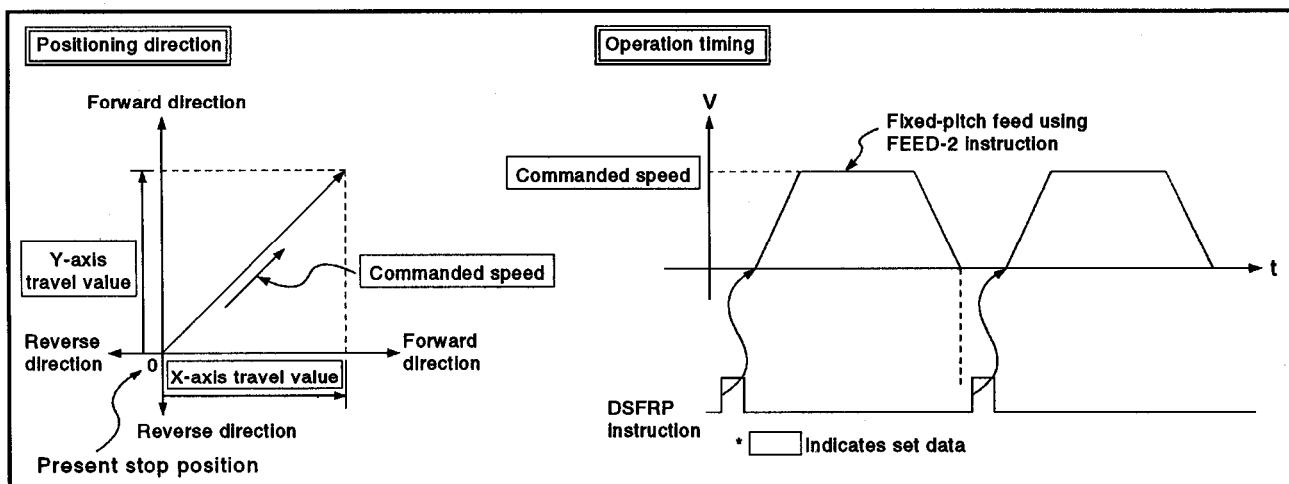 Positioning direction
Forward direction
Y-axis
travel value
Commanded speed
Reverse
direction
0
Forward
direction
X-axis travel value
Reverse direction
Present stop position
Operation timing
V
Fixed-pitch feed using
FEED-2 instruction
Commanded speed
t
DSFRP
instruction
* Indicates set data